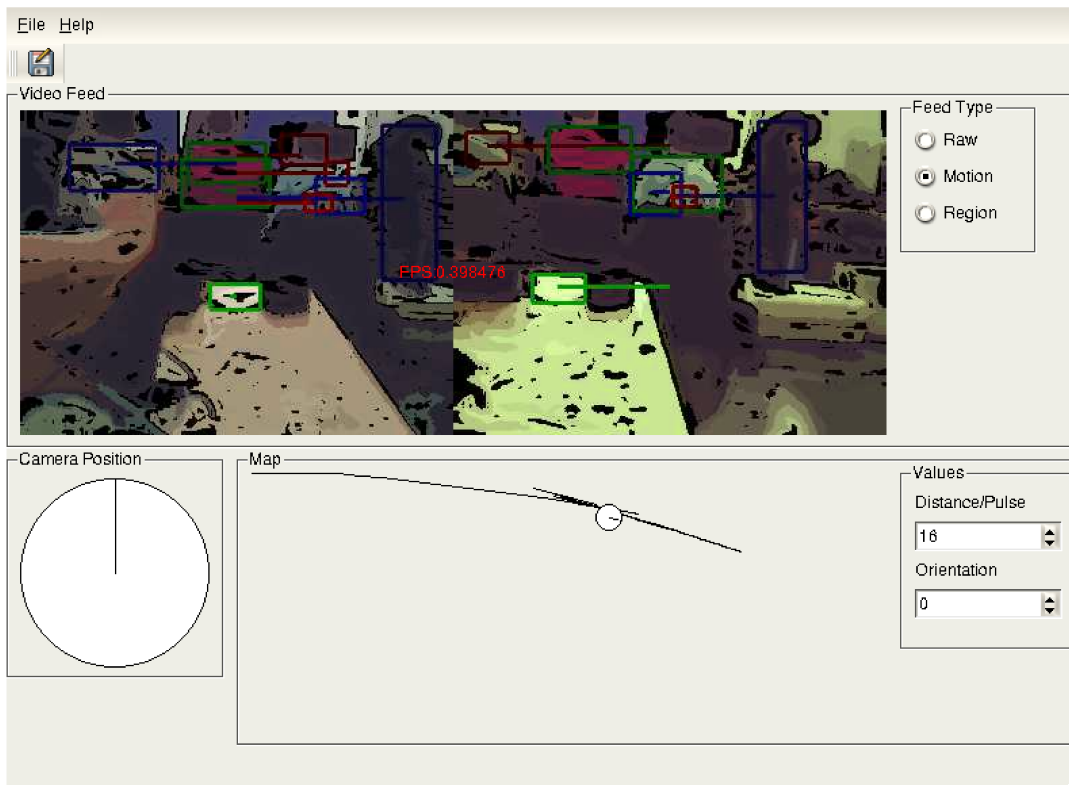 File Help
Video Feed
Feed Type
Raw
Motion
Region
FPS:0.398476
Camera Position
Map
Values
Distance/Pulse
16
Orientation
0